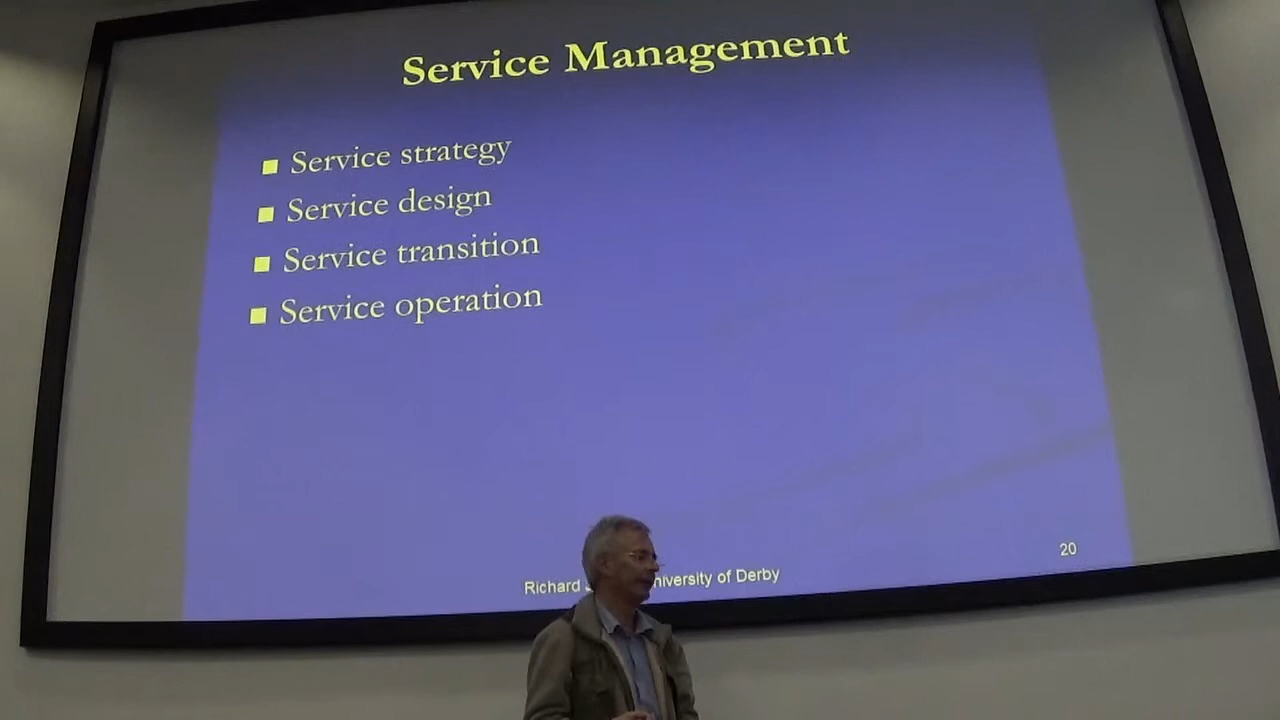 Service Management
Service strategy
Service design
Service transition
Service operation
20
Richard University of Derby